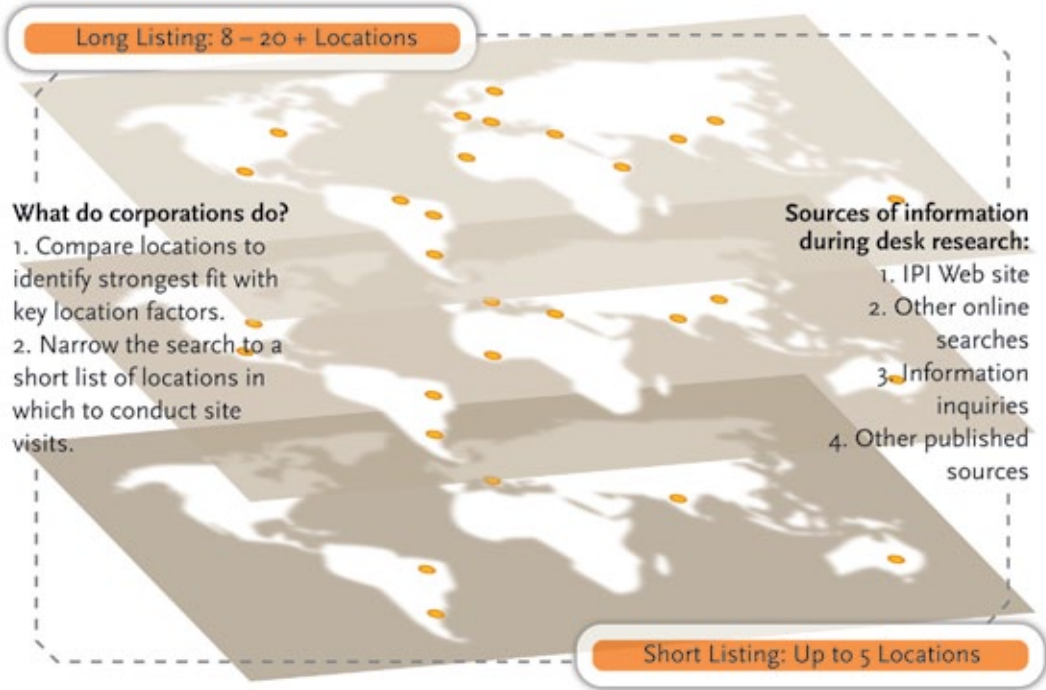 Long Listing: 8 – 20 + Locations
What do corporations do?
1. Compare locations to
identify strongest fit with
key location factors.
2. Narrow the search to a
short list of locations in
which to conduct site
visits.
Sources of information
during desk research:
1. IPI Web site
2. Other online
searches
3. Information
inquiries
4. Other published
sources
Short Listing: Up to 5 Locations